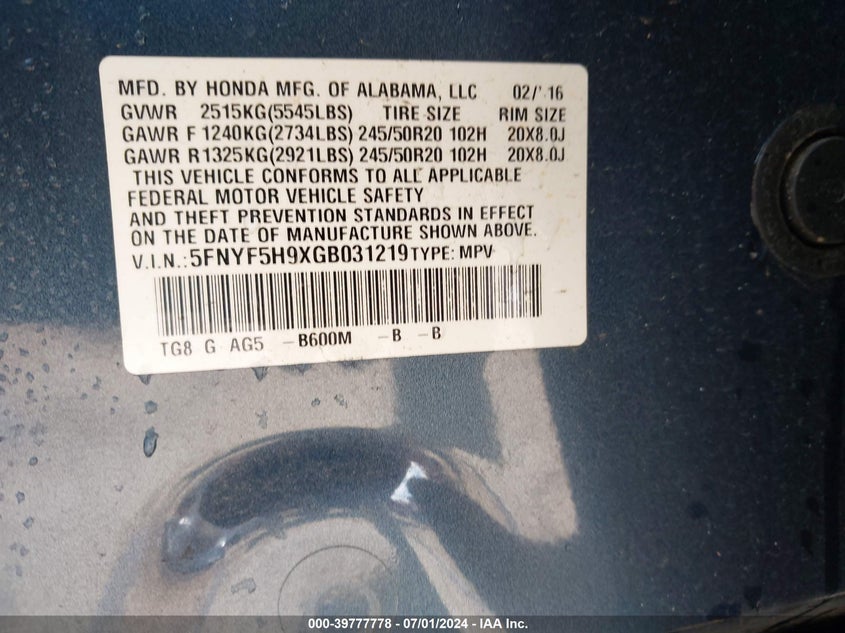 MFD. BY HONDA MFG. OF ALABAMA, LLC 02/'16
GVWR 2515KG(5545LBS) TIRE SIZE RIM SIZE
GAWR F 1240KG(2734LBS) 245/50R20 102H 20X8.0J
GAWR R1325KG(2921LBS) 245/50R20 102H 20X8.0J
THIS VEHICLE CONFORMS TO ALL APPLICABLE
FEDERAL MOTOR VEHICLE SAFETY
AND THEFT PREVENTION STANDARDS IN EFFECT
ON THE DATE OF MANUFACTURE SHOWN ABOVE.
V.I.N.:5FNYF5H9XGB031219TYPE: MPV
TG8 G AG5 -B600M -B -B
000-39777778 - 07/01/2024 - IAA Inc.